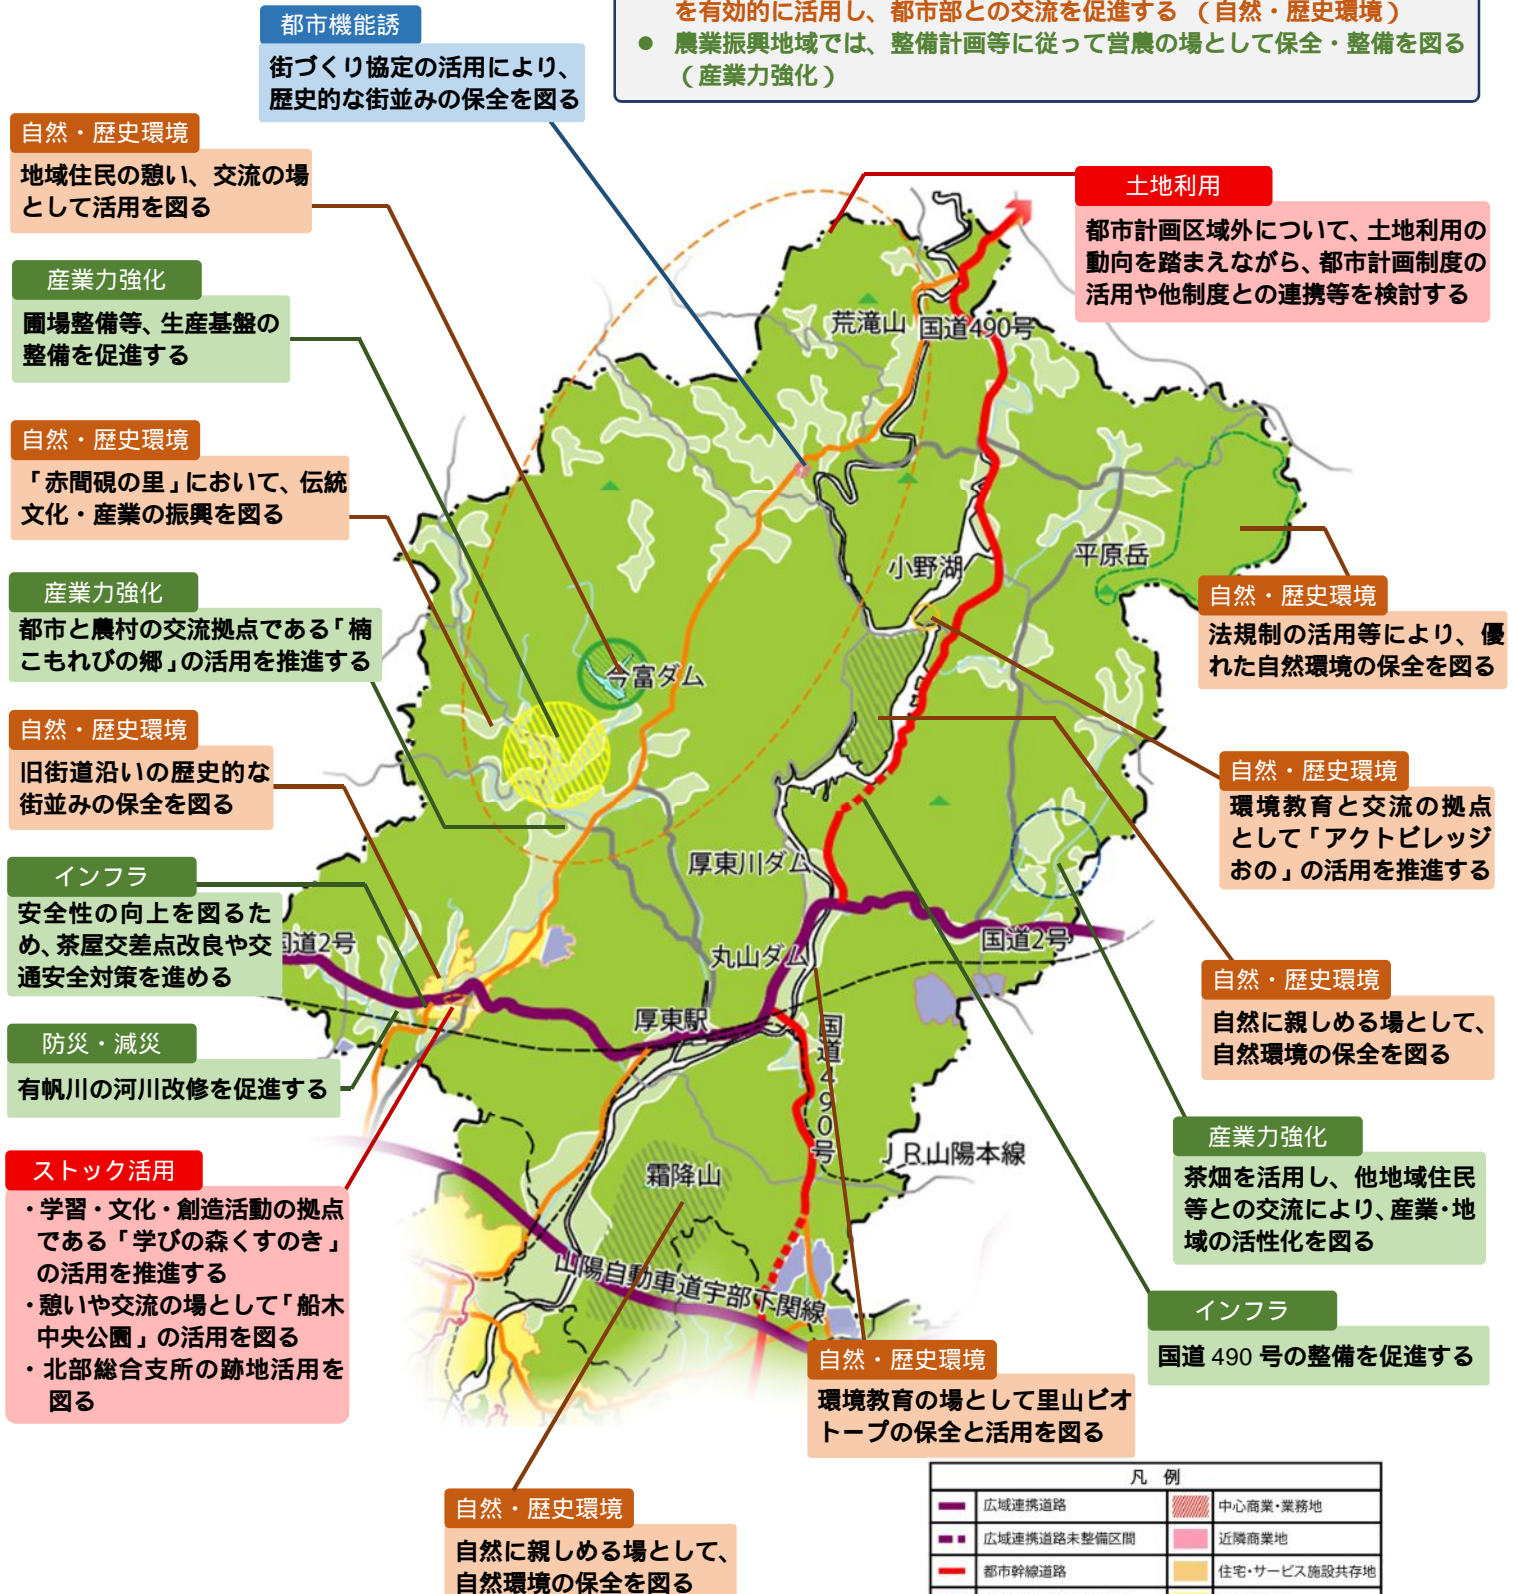 を有効的に活用し、都市部との交流を促進する （自然・歴史環境）
● 農業振興地域では、整備計画等に従って営農の場として保全・整備を図る
（産業力強化）
都市機能誘
街づくり協定の活用により、
歴史的な街並みの保全を図る
自然・歴史環境
地域住民の憩い、交流の場
として活用を図る
土地利用
都市計画区域外について、土地利用の
動向を踏まえながら、都市計画制度の
活用や他制度との連携等を検討する
産業力強化
圃場整備等、生産基盤の
整備を促進する
自然・歴史環境
「赤間硯の里」において、伝統
文化・産業の振興を図る
産業力強化
都市と農村の交流拠点である「楠
こもれびの郷」の活用を推進する
自然・歴史環境
旧街道沿いの歴史的な
街並みの保全を図る
インフラ
安全性の向上を図るた
め、茶屋交差点改良や交
通安全対策を進める
防災・減災
有帆川の河川改修を促進する
ストック活用
・学習・文化・創造活動の拠点
である「学びの森くすのき」
の活用を推進する
・憩いや交流の場として「船木
中央公園」の活用を図る
・北部総合支所の跡地活用を
図る
荒滝山
国道490号
小野湖
平原岳
今富ダム
厚東川ダム
丸山ダム
国道2号
国道2号
厚東駅
国道490号
JR山陽本線
霜降山
山陽自動車道宇部下関線
自然・歴史環境
法規制の活用等により、優
れた自然環境の保全を図る
自然・歴史環境
環境教育と交流の拠点
として「アクトビレッジ
おの」の活用を推進する
自然・歴史環境
自然に親しめる場として、
自然環境の保全を図る
産業力強化
茶畑を活用し、他地域住民
等との交流により、産業・地
域の活性化を図る
インフラ
国道 490 号の整備を促進する
自然・歴史環境
環境教育の場として里山ビオ
トープの保全と活用を図る
自然・歴史環境
自然に親しめる場として、
自然環境の保全を図る
凡 例
広域連携道路
中心商業・業務地
広域連携道路未整備区間
近隣商業地
都市幹線道路
住宅・サービス施設共存地